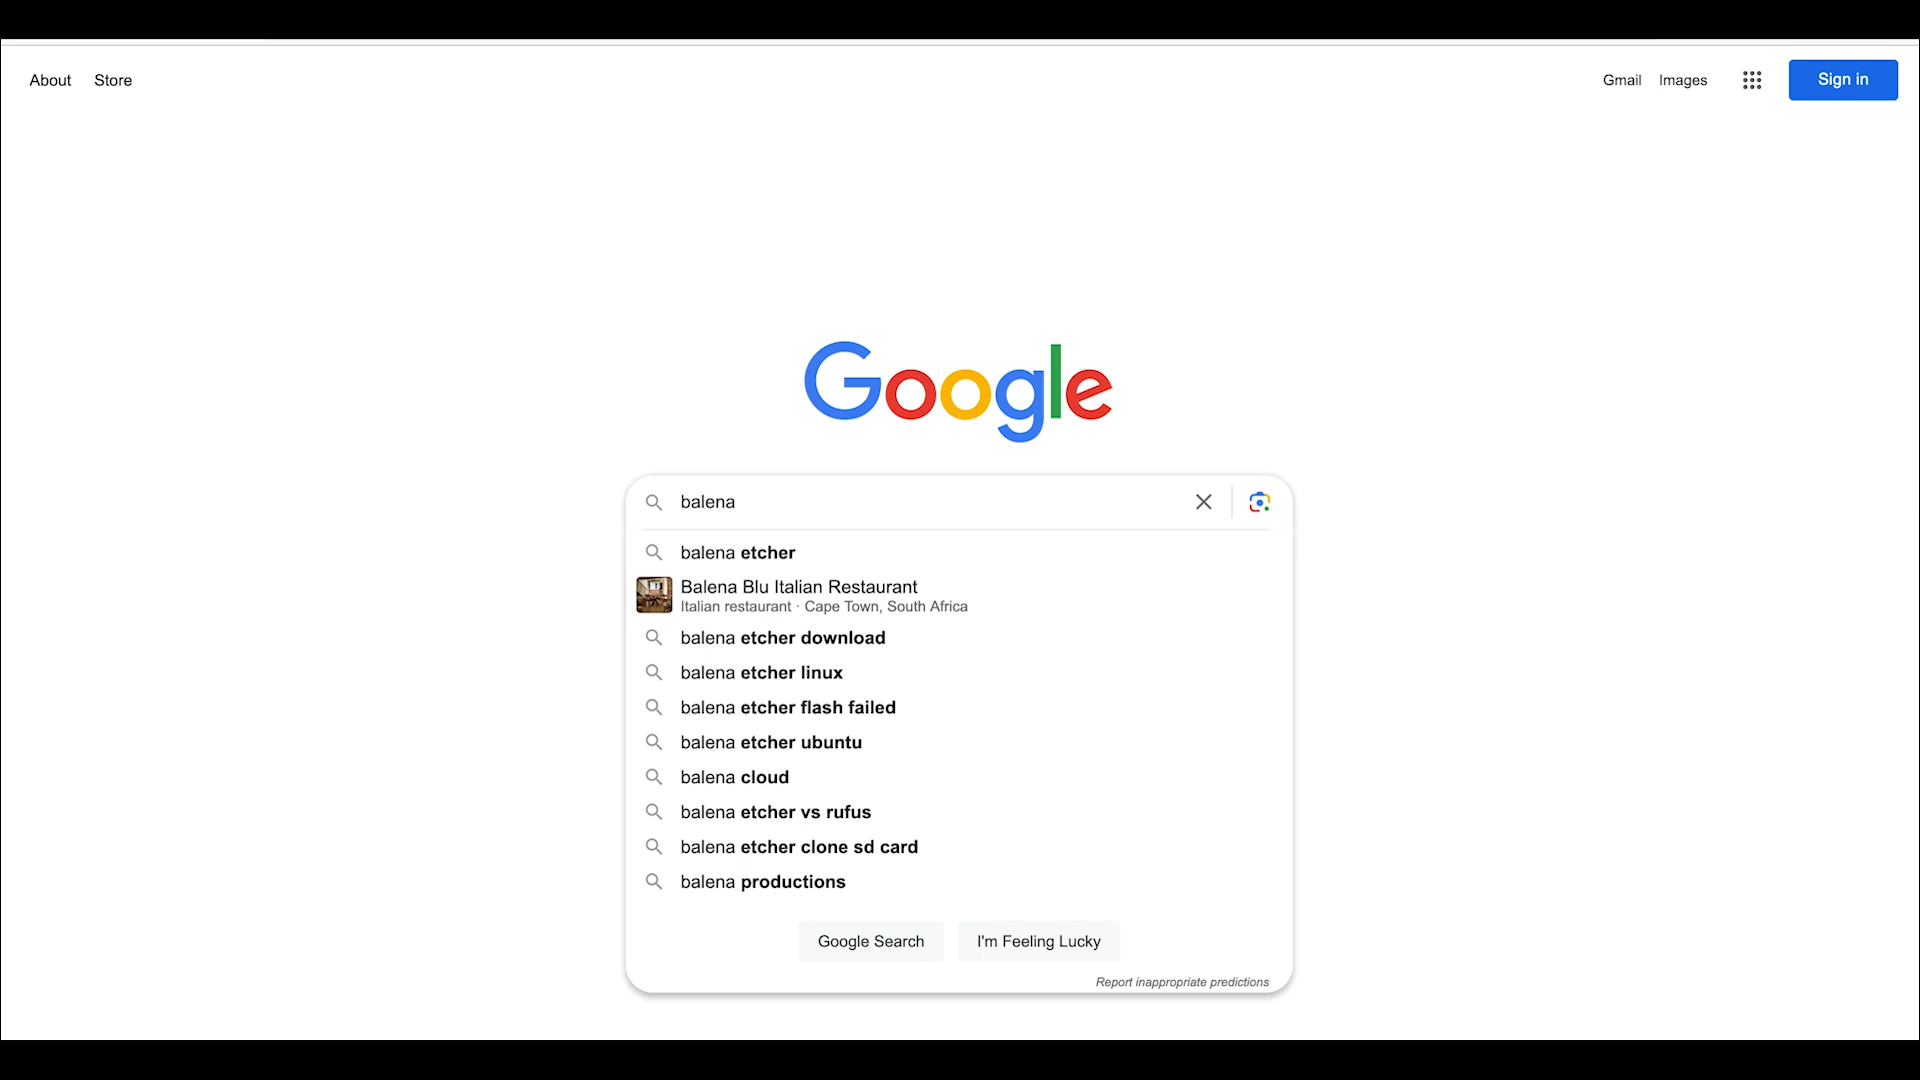 About Store
Gmail Images Sign in
Google
balena
balena etcher
Balena Blu Italian Restaurant
Italian restaurant · Cape Town, South Africa
balena etcher download
balena etcher linux
balena etcher flash failed
balena etcher ubuntu
balena cloud
balena etcher vs rufus
balena etcher clone sd card
balena productions
Google Search I'm Feeling Lucky
Report inappropriate predictions